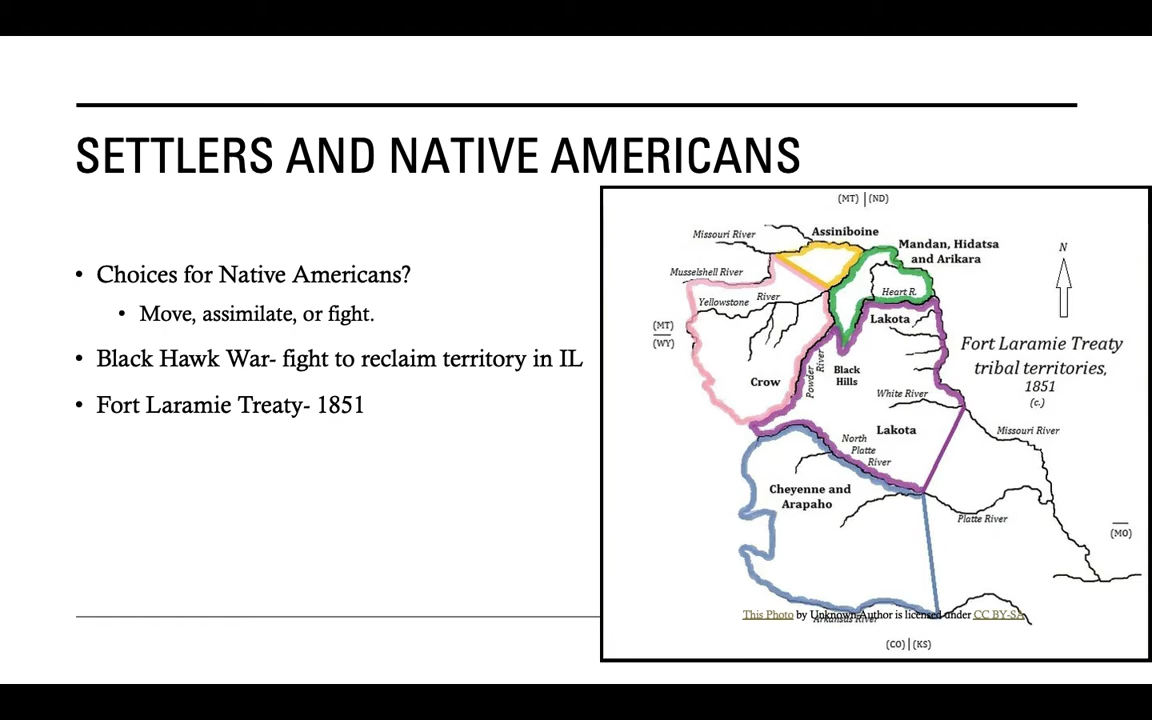 SETTLERS AND NATIVE AMERICANS
• Choices for Native Americans?
• Move, assimilate, or fight.
• Black Hawk War- fight to reclaim territory in IL
• Fort Laramie Treaty- 1851
(MT) | (ND)
Missouri River
Assiniboine
Mandan, Hidatsa
and Arikara
N
Musselshell River
Yellowstone River
Heart R.
(MT)
(WY)
Lakota
Fort Laramie Treaty
tribal territories,
1851
(c.)
Powder
River
Black
Hills
Crow
White River
Lakota
Missouri River
North
Platte
River
Cheyenne and
Arapaho
Platte River
(MO)
This Photo by Unknown Author is licensed under CC BY-SA
Arkansas River
(CO) | (KS)